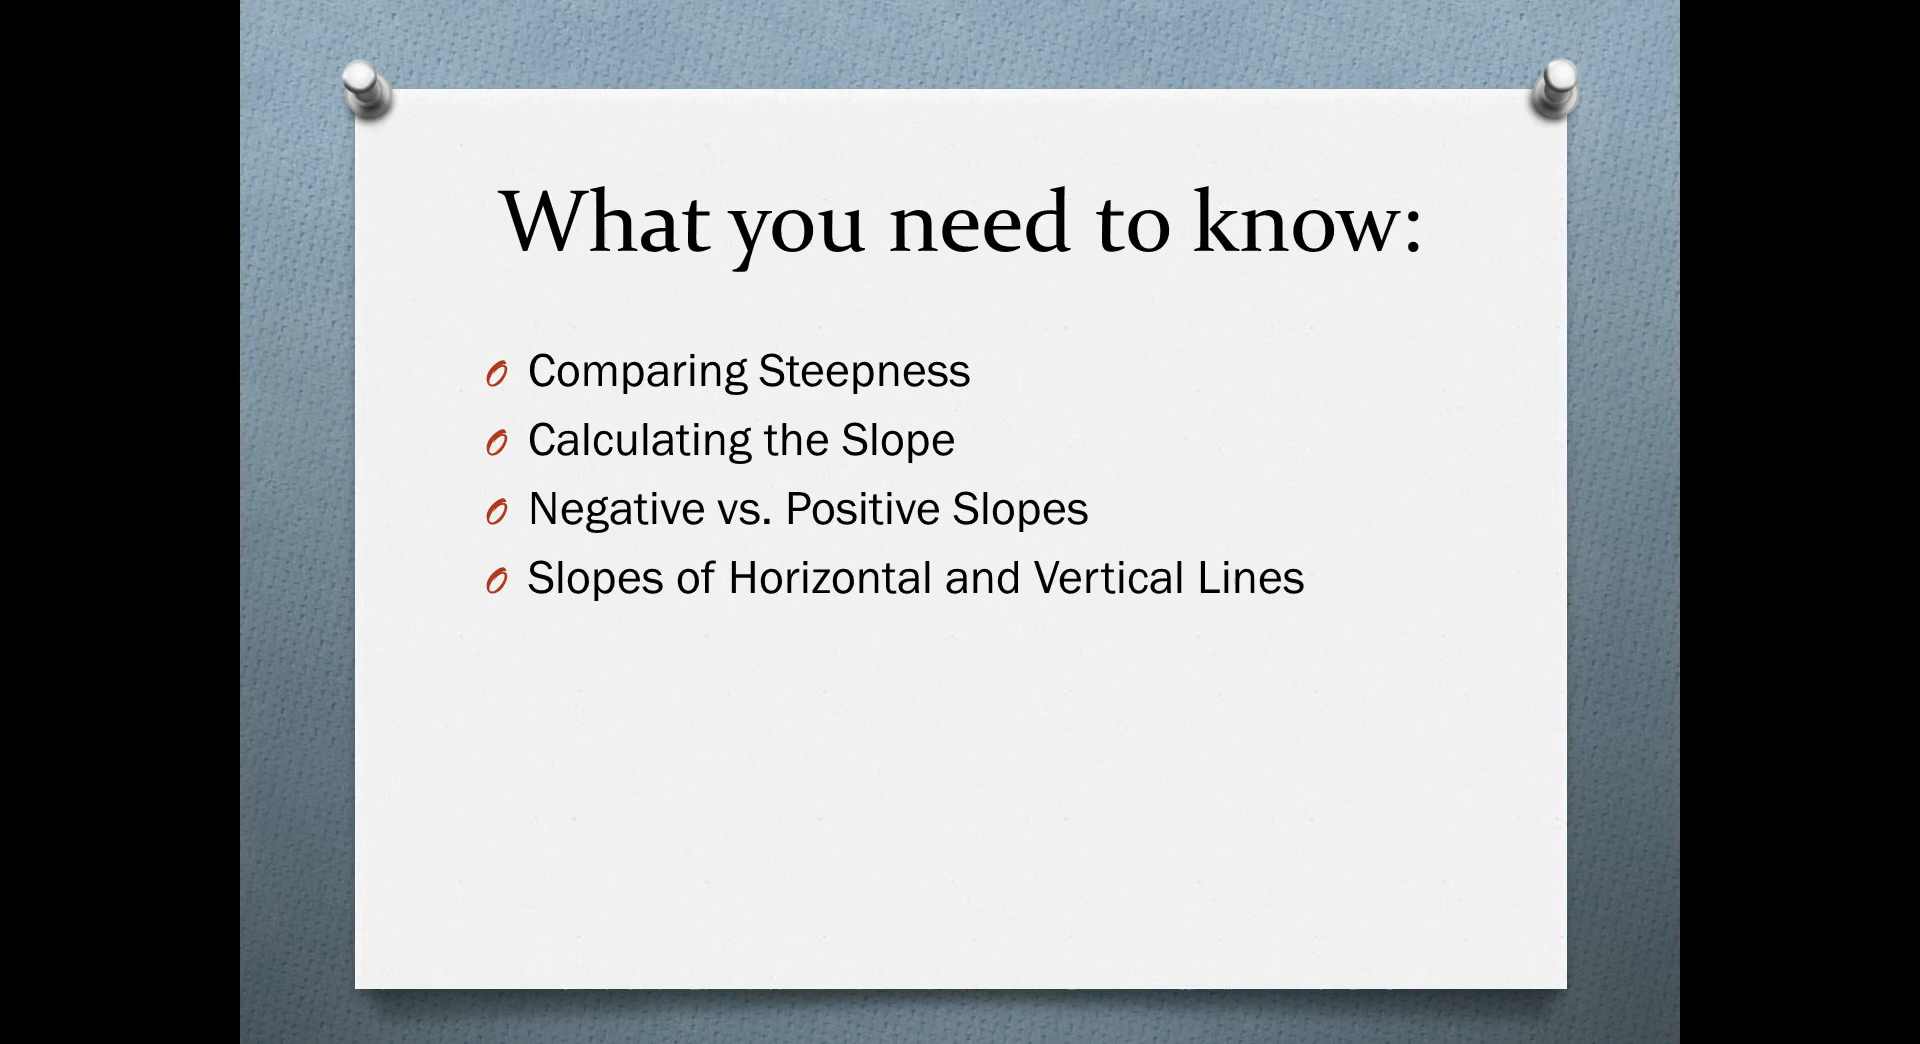 What you need to know:
Comparing Steepness
Calculating the Slope
Negative vs. Positive Slopes
Slopes of Horizontal and Vertical Lines